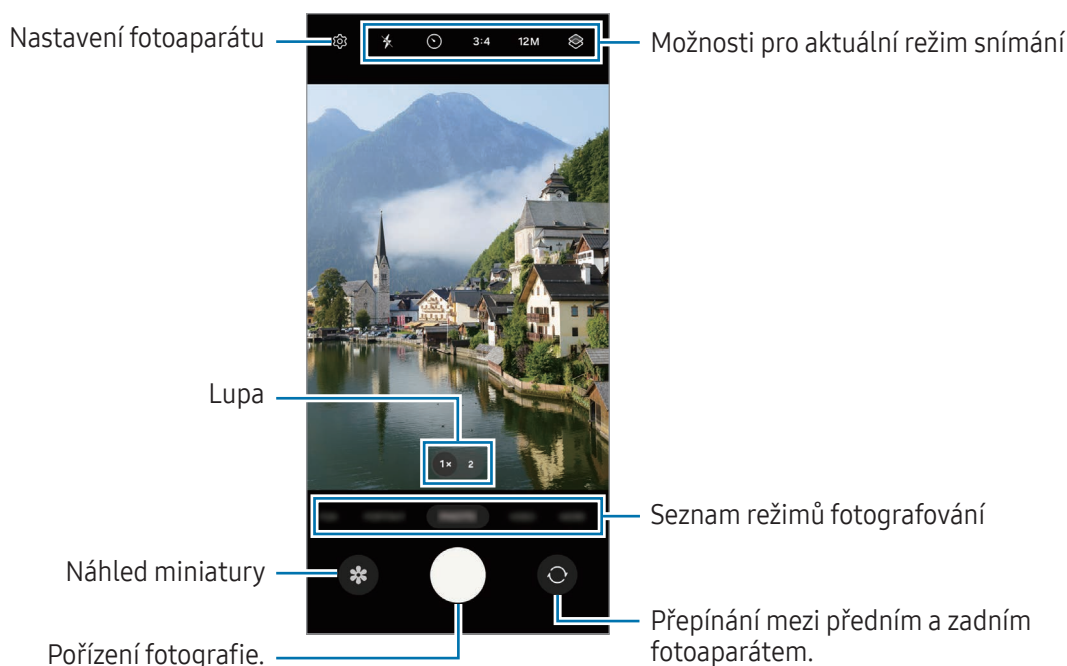 Nastavení fotoaparátu
3:4
12M
Možnosti pro aktuální režim snímání
Lupa
1×
2
Seznam režimů fotografování
Náhled miniatury
Přepínání mezi předním a zadním
fotoaparátem.
Pořízení fotografie.